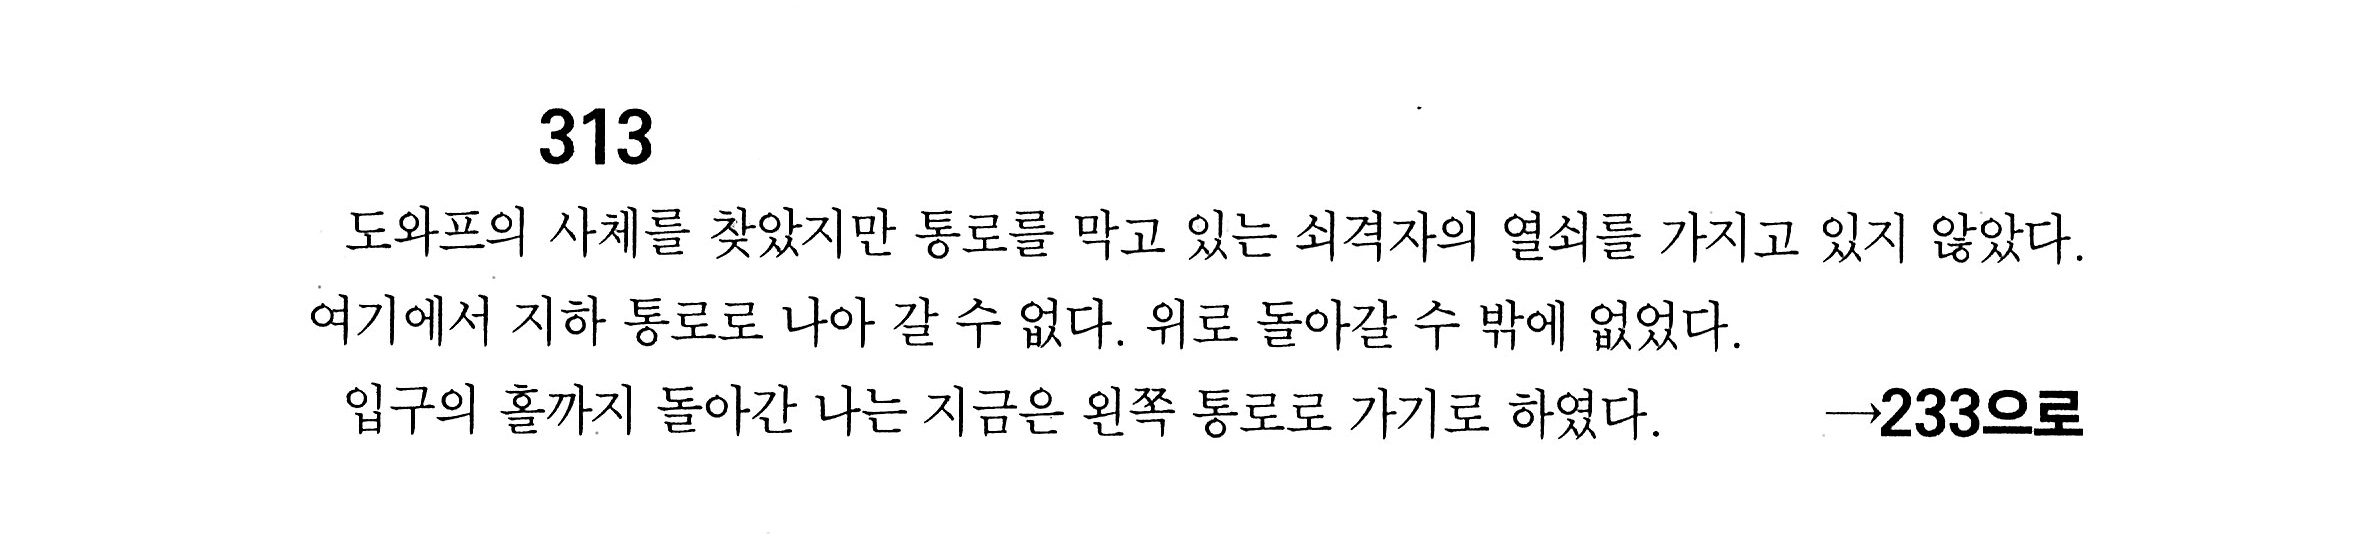 313
도와프의 사체를 찾았지만 통로를 막고 있는 쇠격자의 열쇠를 가지고 있지 않았다.
여기에서 지하 통로로 나아 갈 수 없다. 위로 돌아갈 수 밖에 없었다.
입구의 홀까지 돌아간 나는 지금은 왼쪽 통로로 가기로 하였다. →233으로